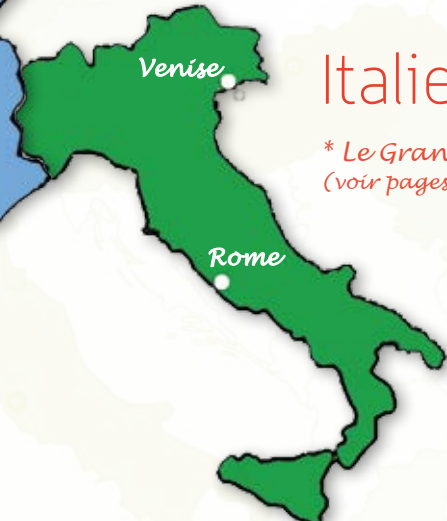 Venise
Italie
* Le Gran
(voir pages
Rome